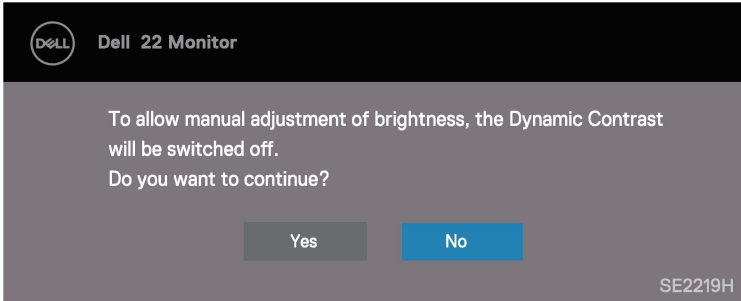 DELL
Dell 22 Monitor
To allow manual adjustment of brightness, the Dynamic Contrast
will be switched off.
Do you want to continue?
Yes No
SE2219H